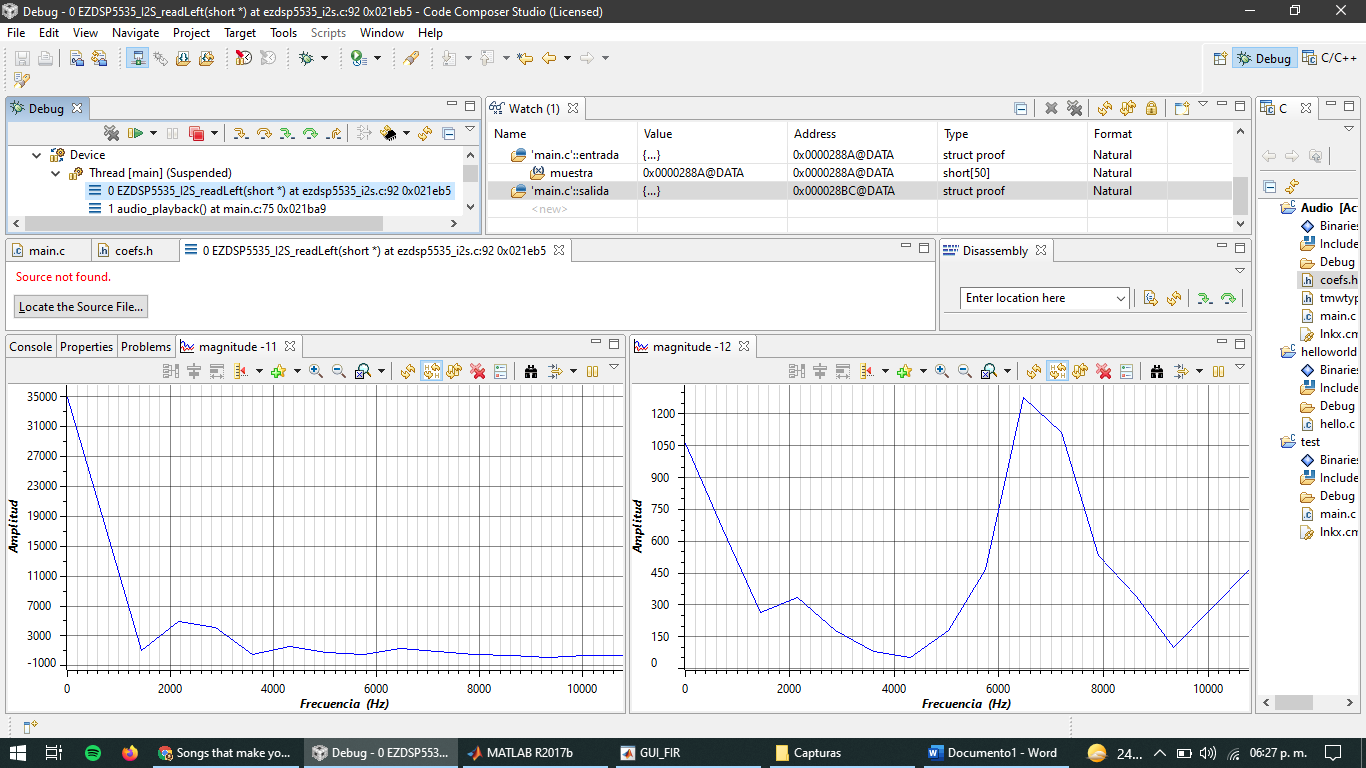 Debug - 0 EZDSP5535_I2S_readLeft(short *) at ezdsp5535_i2s.c:92 0x021eb5 - Code Composer Studio (Licensed)
File Edit View Navigate Project Target Tools Scripts Window Help
Debug C/C++
Debug
Device
Thread [main] (Suspended)
0 EZDSP5535_I2S_readLeft(short *) at ezdsp5535_i2s.c:92 0x021eb5
1 audio_playback() at main.c:75 0x021ba9
Watch (1)
Name Value Address Type Format
'main.c'::entrada {...} 0x0000288A@DATA struct proof Natural
muestra 0x0000288A@DATA 0x0000288A@DATA short[50] Natural
'main.c'::salida {...} 0x000028BC@DATA struct proof Natural
<new>
C
Audio [Ac
Binaries
Include
Debug
coefs.h
tmwtyp
main.c
lnkx.cm
helloworld
Binaries
Include
Debug
hello.c
test
Binaries
Include
Debug
main.c
lnkx.cm
main.c coefs.h 0 EZDSP5535_I2S_readLeft(short *) at ezdsp5535_i2s.c:92 0x021eb5
Source not found.
Locate the Source File...
Disassembly
Enter location here
Console Properties Problems magnitude -11
Amplitud
35000
31000
27000
23000
19000
15000
11000
7000
3000
-1000
0 2000 4000 6000 8000 10000
Frecuencia (Hz)
magnitude -12
Amplitud
1200
1050
900
750
600
450
300
150
0
0 2000 4000 6000 8000 10000
Frecuencia (Hz)
Songs that make yo... Debug - 0 EZDSP553... MATLAB R2017b GUI_FIR Capturas Documento1 - Word 24... 06:27 p. m.